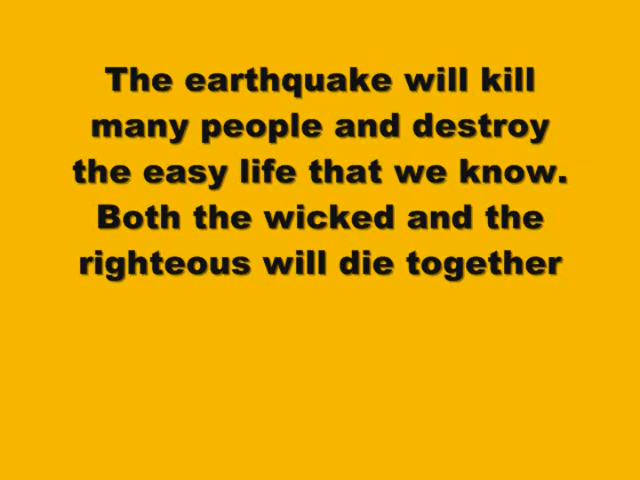 The earthquake will kill
many people and destroy
the easy life that we know.
Both the wicked and the
righteous will die together